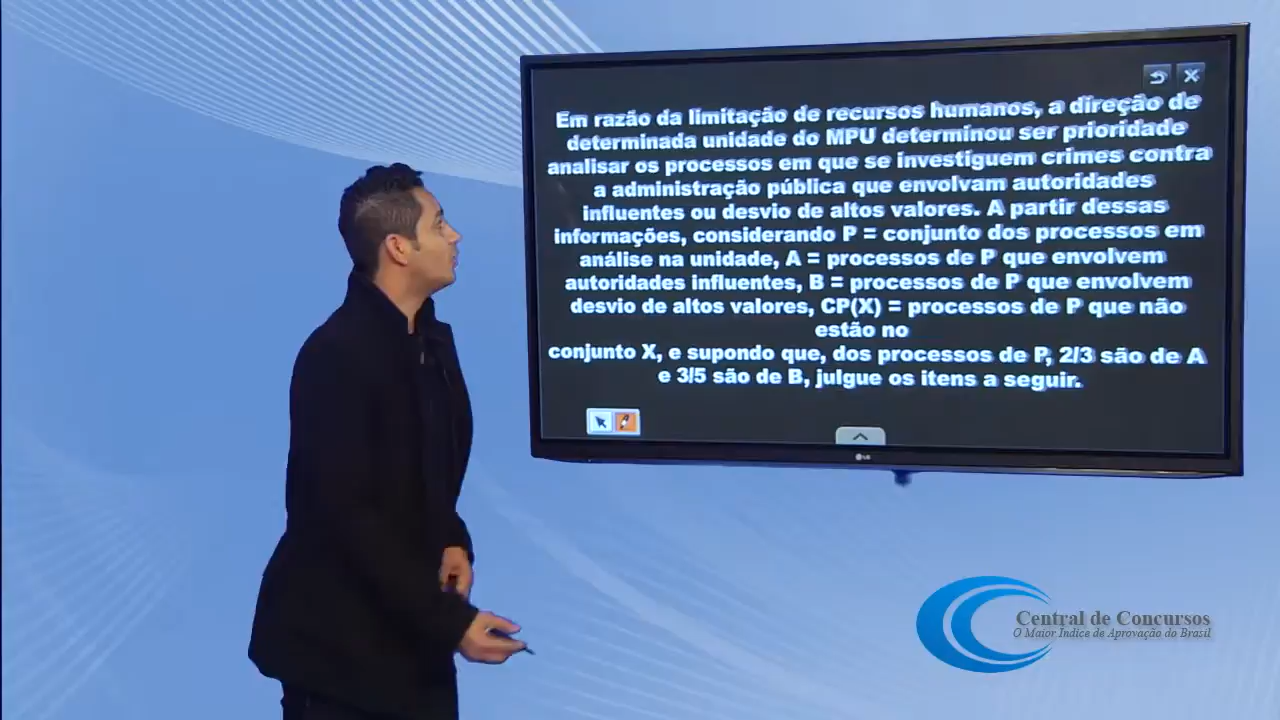 Em razão da limitação de recursos humanos, a direção de
determinada unidade do MPU determinou ser prioridade
analisar os processos em que se investiguem crimes contra
a administração pública que envolvam autoridades
influentes ou desvio de altos valores. A partir dessas
informações, considerando P = conjunto dos processos em
análise na unidade, A = processos de P que envolvem
autoridades influentes, B = processos de P que envolvem
desvio de altos valores, CP(X) = processos de P que não
estão no
conjunto X, e supondo que, dos processos de P, 2/3 são de A
e 3/5 são de B, julgue os itens a seguir.
LG
Central de Concursos
O Maior Índice de Aprovação do Brasil